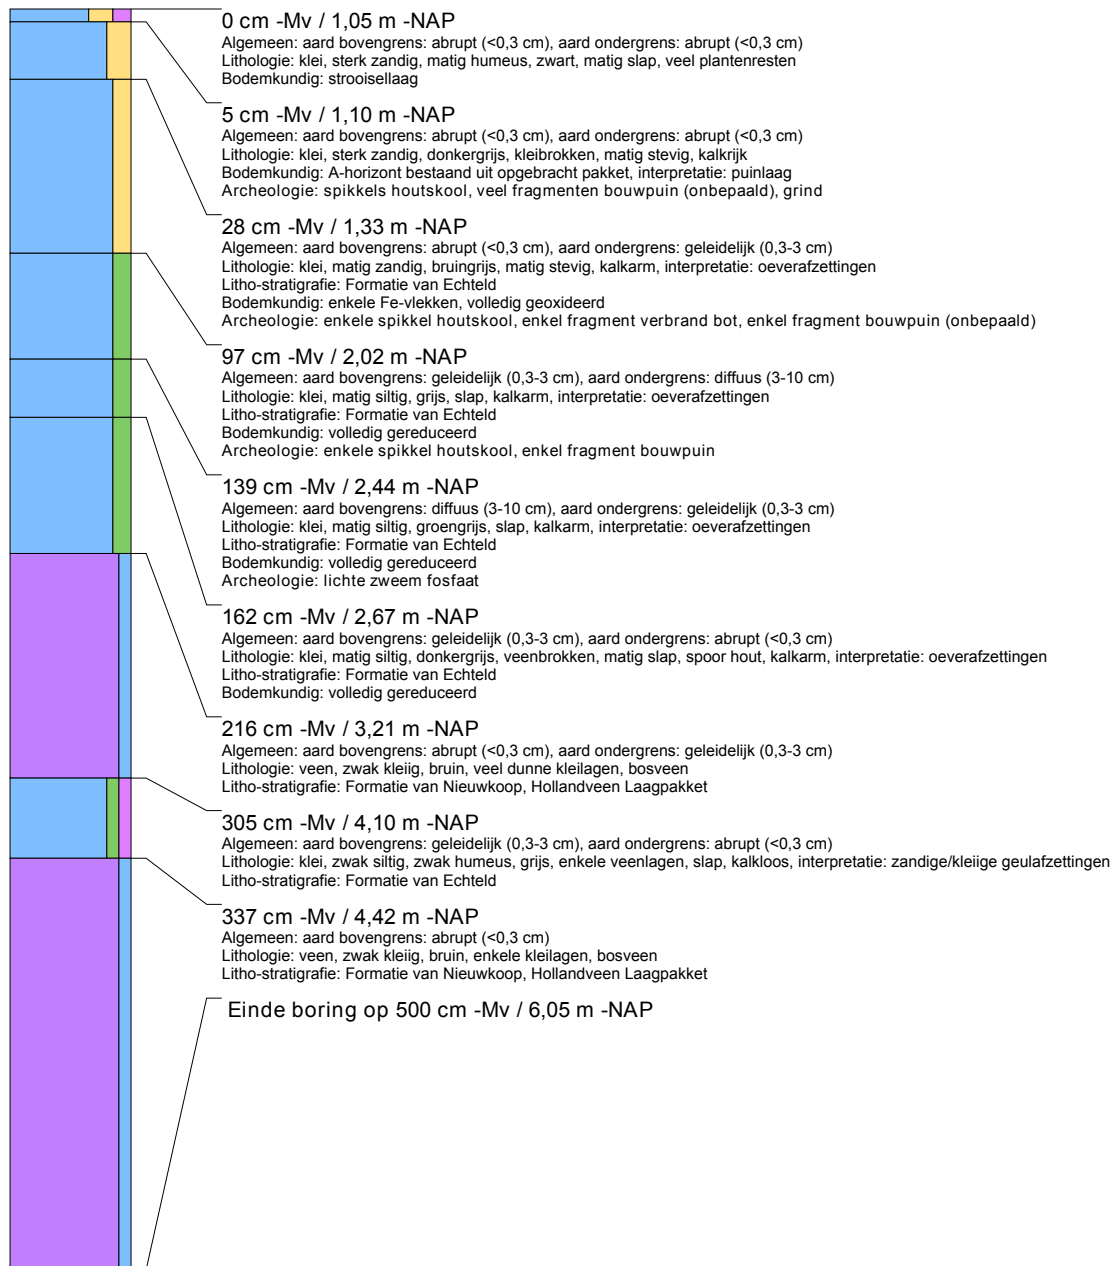 0 cm -Mv / 1,05 m -NAP
Algemeen: aard bovengrens: abrupt (<0,3 cm), aard ondergrens: abrupt (<0,3 cm)
Lithologie: klei, sterk zandig, matig humeus, zwart, matig slap, veel plantenresten
Bodemkundig: strooisellaag
5 cm -Mv / 1,10 m -NAP
Algemeen: aard bovengrens: abrupt (<0,3 cm), aard ondergrens: abrupt (<0,3 cm)
Lithologie: klei, sterk zandig, donkergrijs, kleibrokken, matig stevig, kalkrijk
Bodemkundig: A-horizont bestaand uit opgebracht pakket, interpretatie: puinlaag
Archeologie: spikkels houtskool, veel fragmenten bouwpuin (onbepaald), grind
28 cm -Mv / 1,33 m -NAP
Algemeen: aard bovengrens: abrupt (<0,3 cm), aard ondergrens: geleidelijk (0,3-3 cm)
Lithologie: klei, matig zandig, bruingrijs, matig stevig, kalkarm, interpretatie: oeverafzettingen
Litho-stratigrafie: Formatie van Echteld
Bodemkundig: enkele Fe-vlekken, volledig geoxideerd
Archeologie: enkele spikkel houtskool, enkel fragment verbrand bot, enkel fragment bouwpuin (onbepaald)
97 cm -Mv / 2,02 m -NAP
Algemeen: aard bovengrens: geleidelijk (0,3-3 cm), aard ondergrens: diffuus (3-10 cm)
Lithologie: klei, matig siltig, grijs, slap, kalkarm, interpretatie: oeverafzettingen
Litho-stratigrafie: Formatie van Echteld
Bodemkundig: volledig gereduceerd
Archeologie: enkele spikkel houtskool, enkel fragment bouwpuin
139 cm -Mv / 2,44 m -NAP
Algemeen: aard bovengrens: diffuus (3-10 cm), aard ondergrens: geleidelijk (0,3-3 cm)
Lithologie: klei, matig siltig, groengrijs, slap, kalkarm, interpretatie: oeverafzettingen
Litho-stratigrafie: Formatie van Echteld
Bodemkundig: volledig gereduceerd
Archeologie: lichte zweem fosfaat
162 cm -Mv / 2,67 m -NAP
Algemeen: aard bovengrens: geleidelijk (0,3-3 cm), aard ondergrens: abrupt (<0,3 cm)
Lithologie: klei, matig siltig, donkergrijs, veenbrokken, matig slap, spoor hout, kalkarm, interpretatie: oeverafzettingen
Litho-stratigrafie: Formatie van Echteld
Bodemkundig: volledig gereduceerd
216 cm -Mv / 3,21 m -NAP
Algemeen: aard bovengrens: abrupt (<0,3 cm), aard ondergrens: geleidelijk (0,3-3 cm)
Lithologie: veen, zwak kleiig, bruin, veel dunne kleilagen, bosveen
Litho-stratigrafie: Formatie van Nieuwkoop, Hollandveen Laagpakket
305 cm -Mv / 4,10 m -NAP
Algemeen: aard bovengrens: geleidelijk (0,3-3 cm), aard ondergrens: abrupt (<0,3 cm)
Lithologie: klei, zwak siltig, zwak humeus, grijs, enkele veenlagen, slap, kalkloos, interpretatie: zandige/kleiige geulafzettingen
Litho-stratigrafie: Formatie van Echteld
337 cm -Mv / 4,42 m -NAP
Algemeen: aard bovengrens: abrupt (<0,3 cm)
Lithologie: veen, zwak kleiig, bruin, enkele kleilagen, bosveen
Litho-stratigrafie: Formatie van Nieuwkoop, Hollandveen Laagpakket
Einde boring op 500 cm -Mv / 6,05 m -NAP